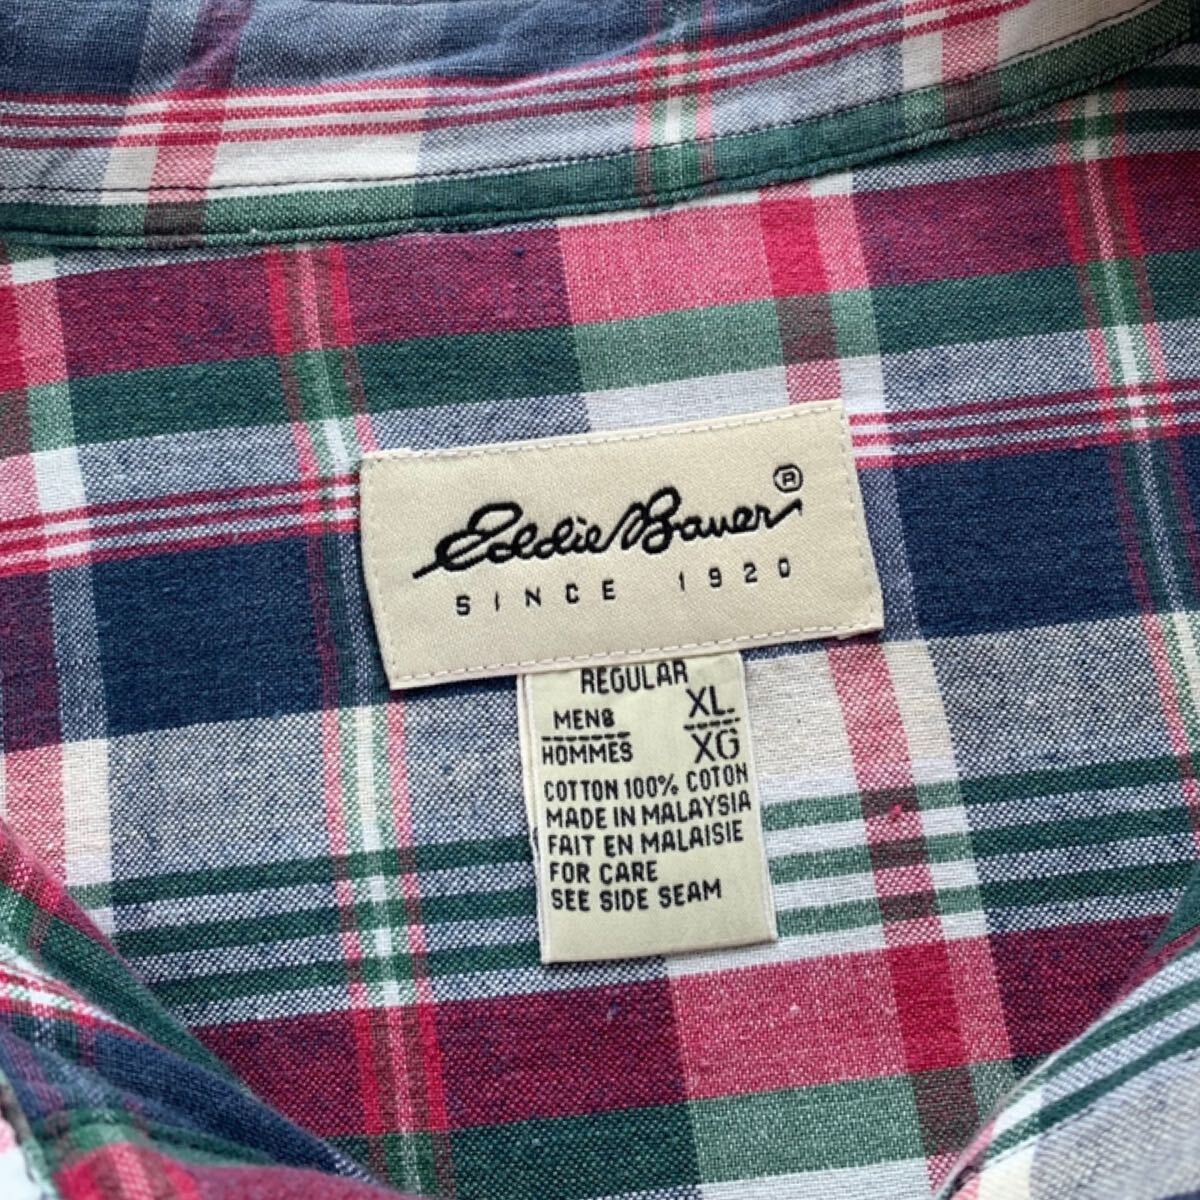 Eddie Bauer®
SINCE 1920
REGULAR
MENS XL
HOMMES XG
COTTON 100% COTON
MADE IN MALAYSIA
FAIT EN MALAISIE
FOR CARE
SEE SIDE SEAM